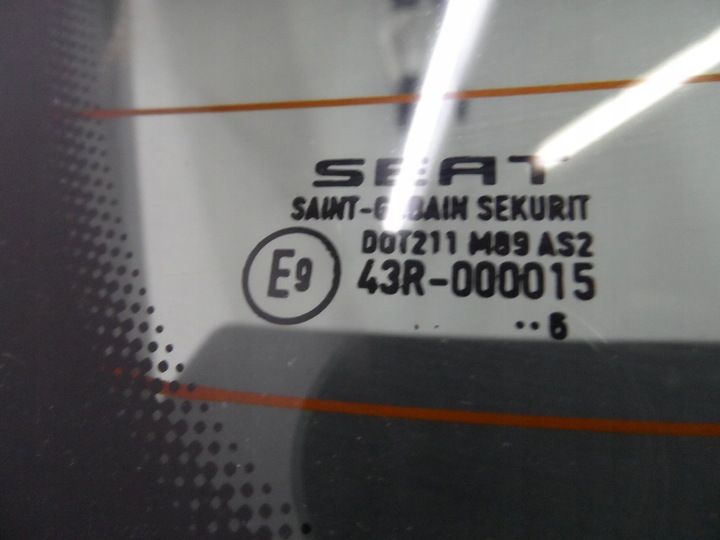 SEAT
SAINT-GOBAIN SEKURIT
DOT211 M89 AS2
E9 43R-000015
••6